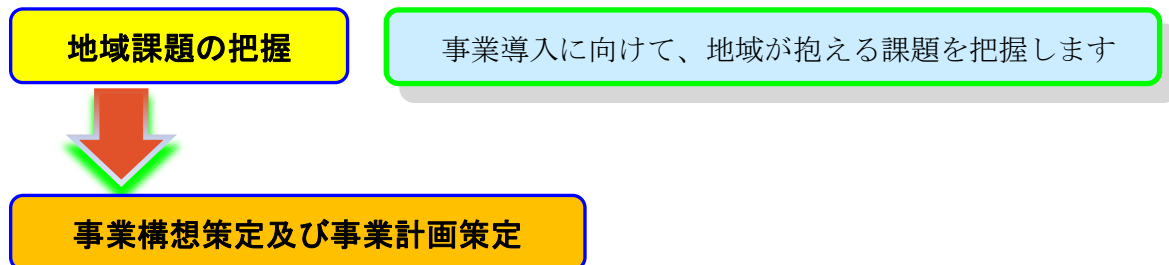 地域課題の把握
事業導入に向けて、地域が抱える課題を把握します
事業構想策定及び事業計画策定